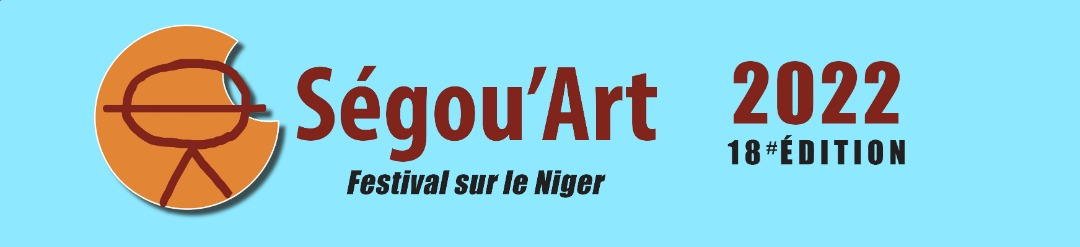 Ségou'Art
Festival sur le Niger
2022
18#ÉDITION